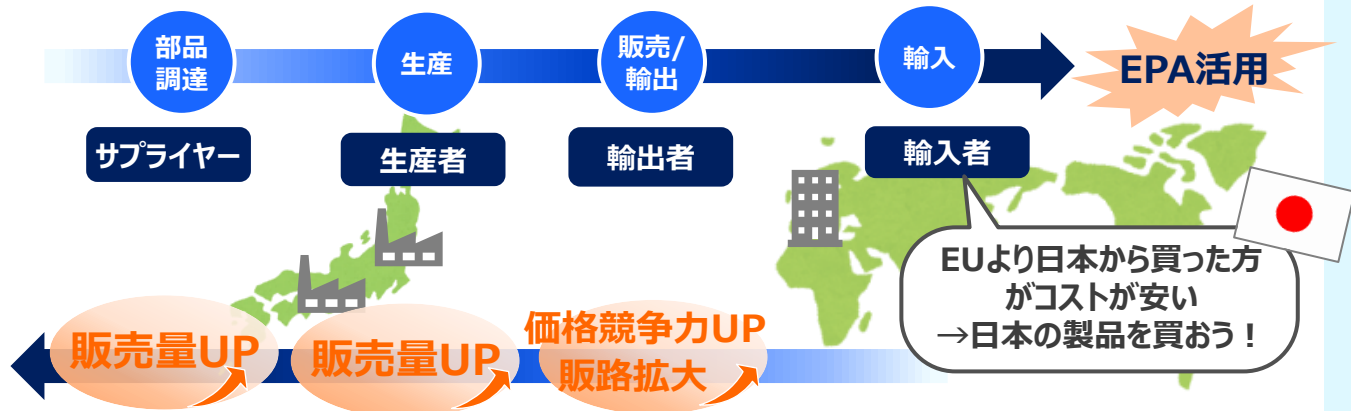 部品
調達
生産
販売/
輸出
輸入
EPA活用
サプライヤー
生産者
輸出者
輸入者
EUより日本から買った方
がコストが安い
→日本の製品を買おう！
販売量UP
販売量UP
価格競争力UP
販路拡大